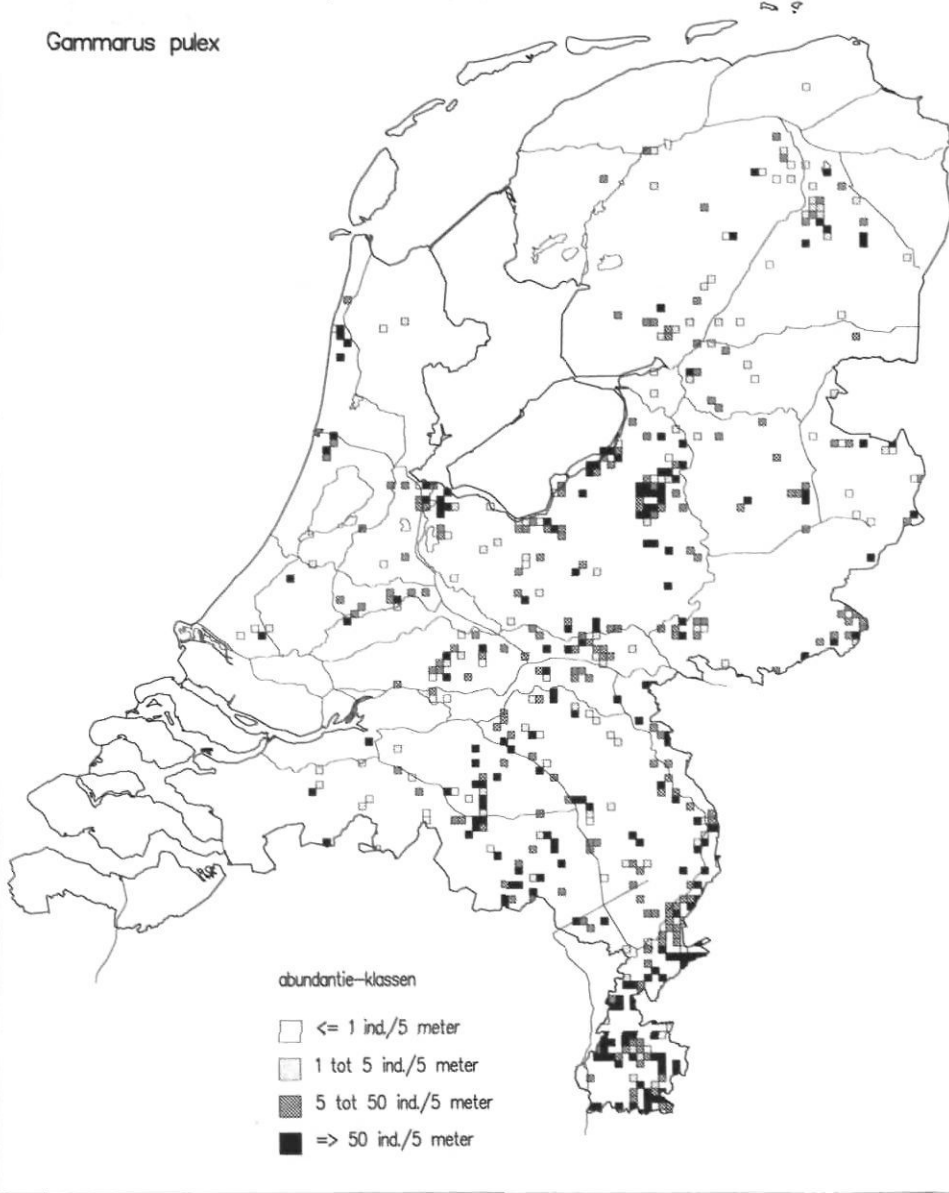 Gammarus pulex
abundantie-klassen
<= 1 ind./5 meter
1 tot 5 ind./5 meter
5 tot 50 ind./5 meter
=> 50 ind./5 meter